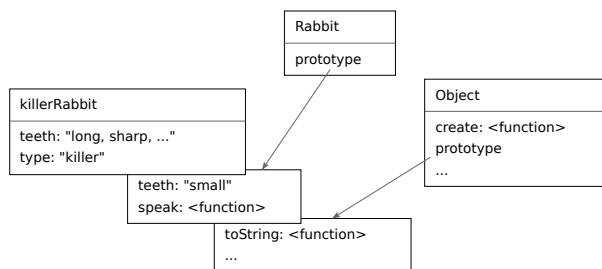 Rabbit
prototype
killerRabbit
teeth: "long, sharp, ..."
type: "killer"
Object
create: <function>
prototype
...
teeth: "small"
speak: <function>
toString: <function>
...